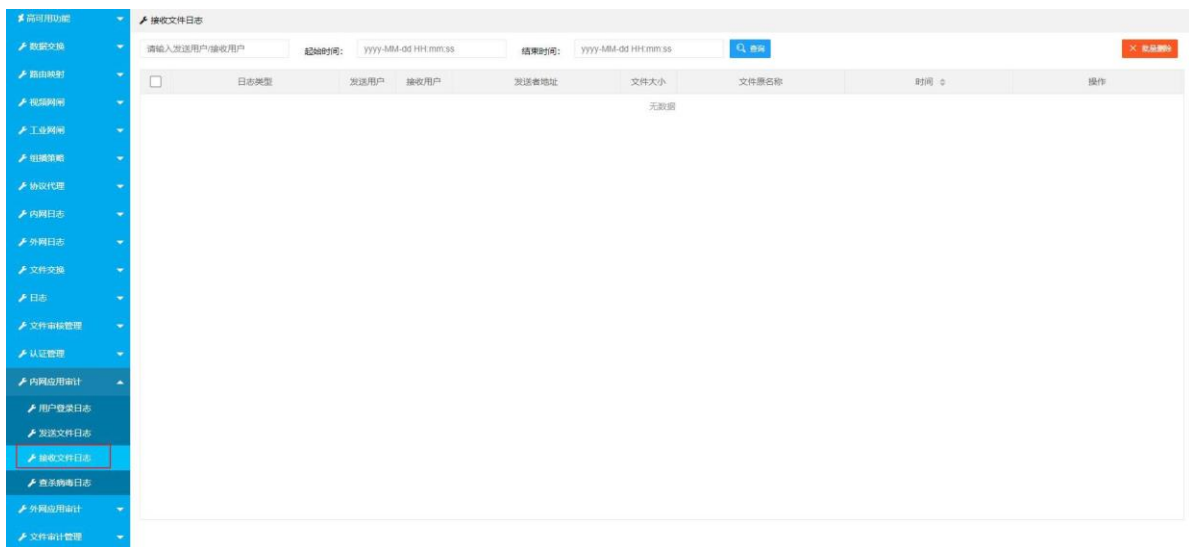 高可用功能
数据交换
路由映射
视频网闸
工业网闸
组播策略
协议代理
内网日志
外网日志
文件交换
日志
文件审核管理
认证管理
内网应用审计
用户登录日志
发送文件日志
接收文件日志
查杀病毒日志
外网应用审计
文件审计管理
接收文件日志
请输入发送用户/接收用户 起始时间: yyyy-MM-dd HH:mm:ss 结束时间: yyyy-MM-dd HH:mm:ss 查询 批量删除
日志类型 发送用户 接收用户 发送者地址 文件大小 文件原名称 时间 操作
无数据